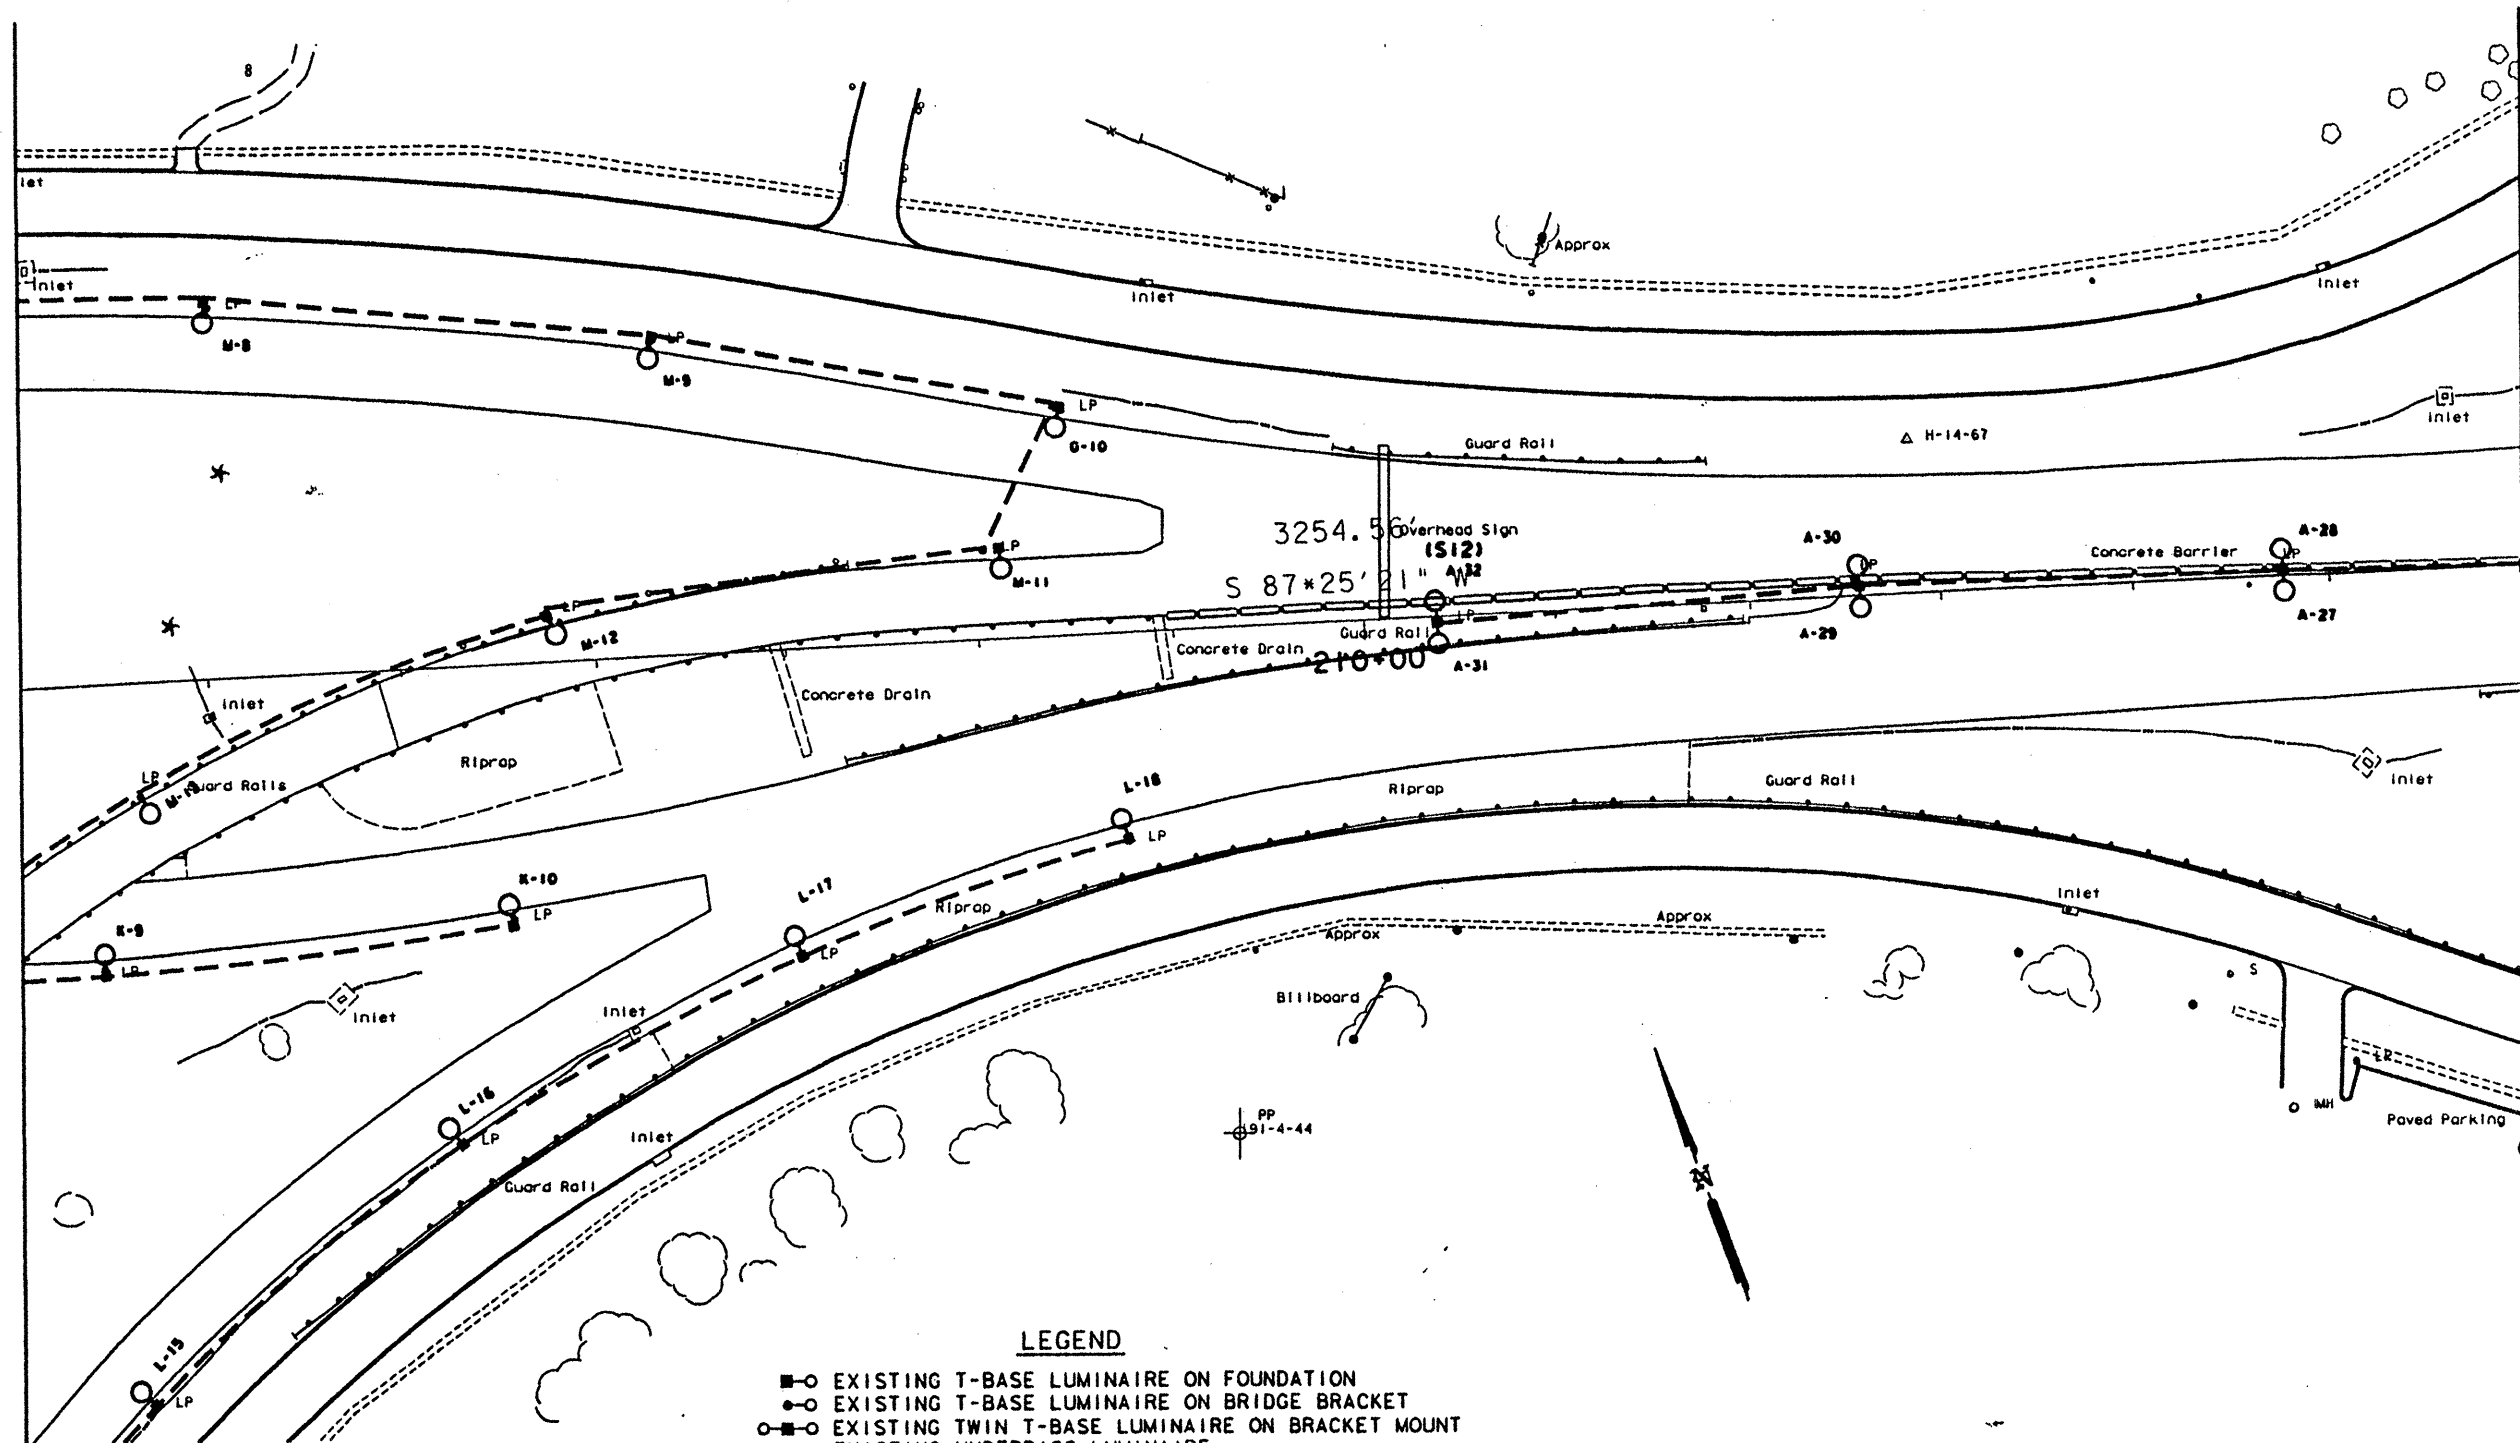 8
LP
M-8
Inlet
LP
M-9
LP
G-10
Inlet
Approx
Inlet
Guard Rail
H-14-67
Inlet
3254.56'
Overhead Sign
(S12)
S 87*25'21" W
A-32
LP
A-30
LP
Concrete Barrier
A-28
LP
A-27
A-29
LP
M-11
LP
M-12
Guard Rail
Concrete Drain
210+00
A-31
Inlet
Concrete Drain
Riprap
LP
Guard Rails
Riprap
Guard Rail
Inlet
L-18
LP
K-10
LP
L-17
LP
Riprap
K-9
LP
Inlet
Inlet
Approx
Approx
Inlet
Billboard
S
L-16
LP
Inlet
PP
91-4-44
Guard Rail
MH
Paved Parking
L-15
LP
LEGEND
EXISTING T-BASE LUMINAIRE ON FOUNDATION
EXISTING T-BASE LUMINAIRE ON BRIDGE BRACKET
EXISTING TWIN T-BASE LUMINAIRE ON BRACKET MOUNT